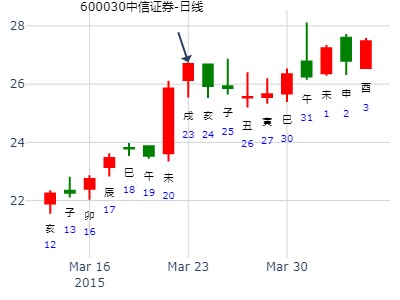 600030中信证券-日线
28
26
24
22
亥
12
子
13
卯
16
辰
17
巳
18
午
19
未
20
戌
23
亥
24
子
25
丑
26
寅
27
巳
30
午
31
未
1
申
2
酉
3
Mar 16
2015
Mar 23
Mar 30